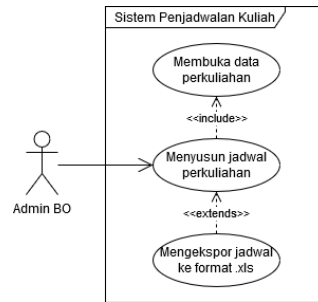 Sistem Penjadwalan Kuliah
Membuka data
perkuliahan
<<include>>
Menyusun jadwal
perkuliahan
Admin BO
<<extends>>
Mengekspor jadwal
ke format .xls